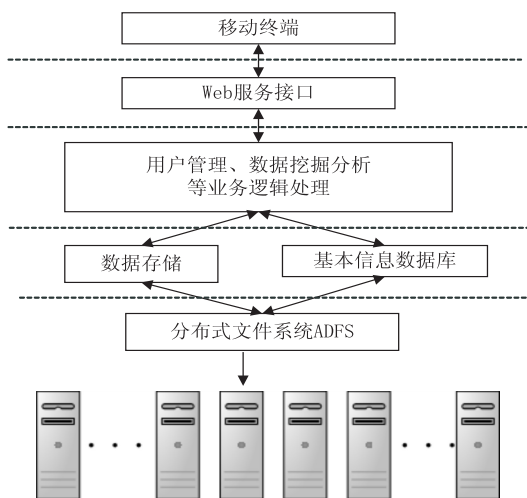 移动终端
Web服务接口
用户管理、数据挖掘分析
等业务逻辑处理
数据存储
基本信息数据库
分布式文件系统ADFS